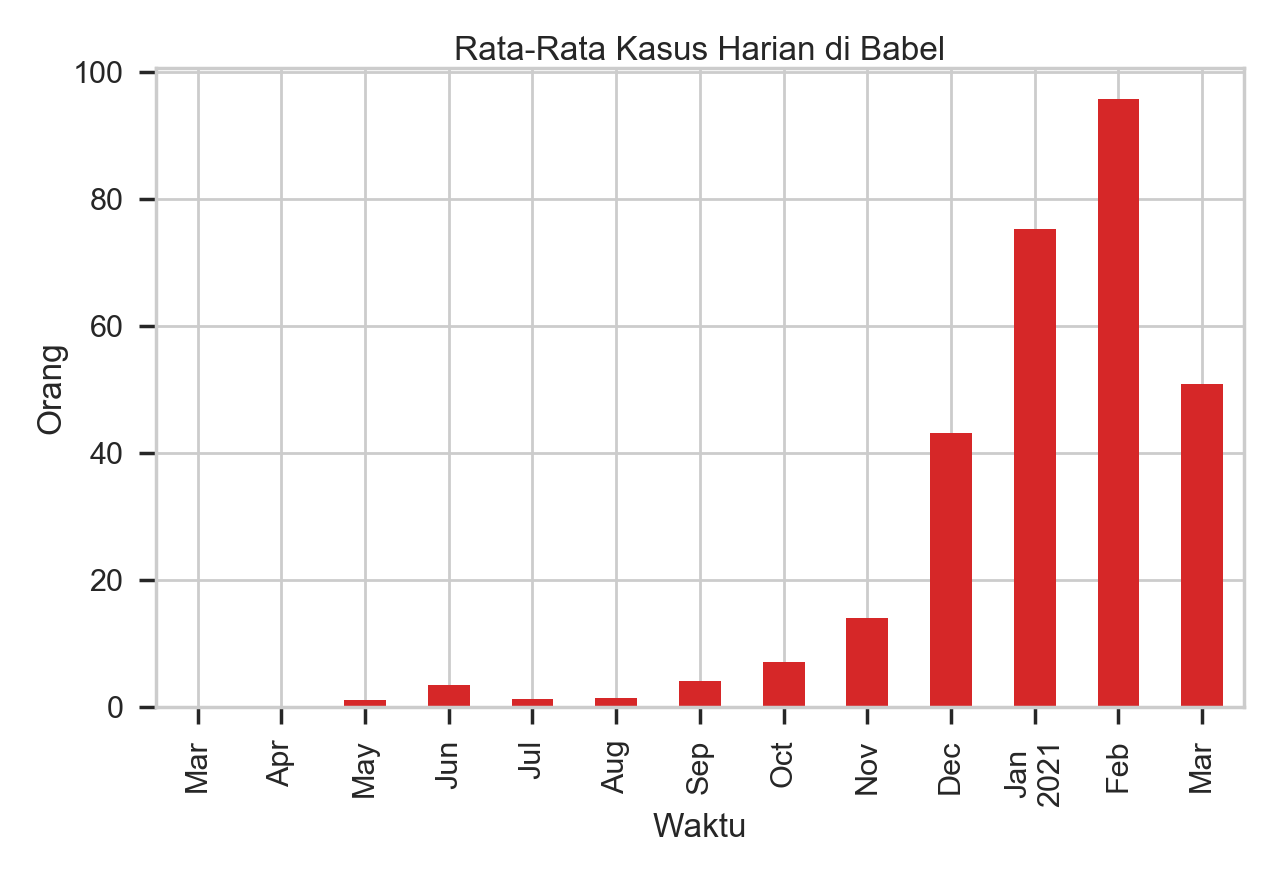 Rata-Rata Kasus Harian di Babel
100
80
60
40
20
0
Orang
Mar
Apr
May
Jun
Jul
Aug
Sep
Oct
Nov
Dec
Jan
2021
Feb
Mar
Waktu